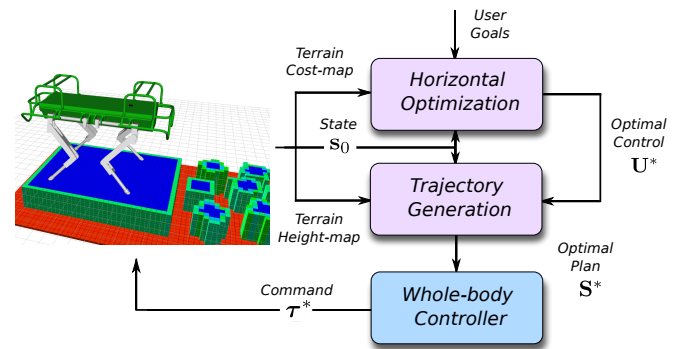 User
Goals
Terrain
Cost-map
Horizontal
Optimization
State
s₀
Optimal
Control
U*
Trajectory
Generation
Terrain
Height-map
Optimal
Plan
S*
Command
τ*
Whole-body
Controller